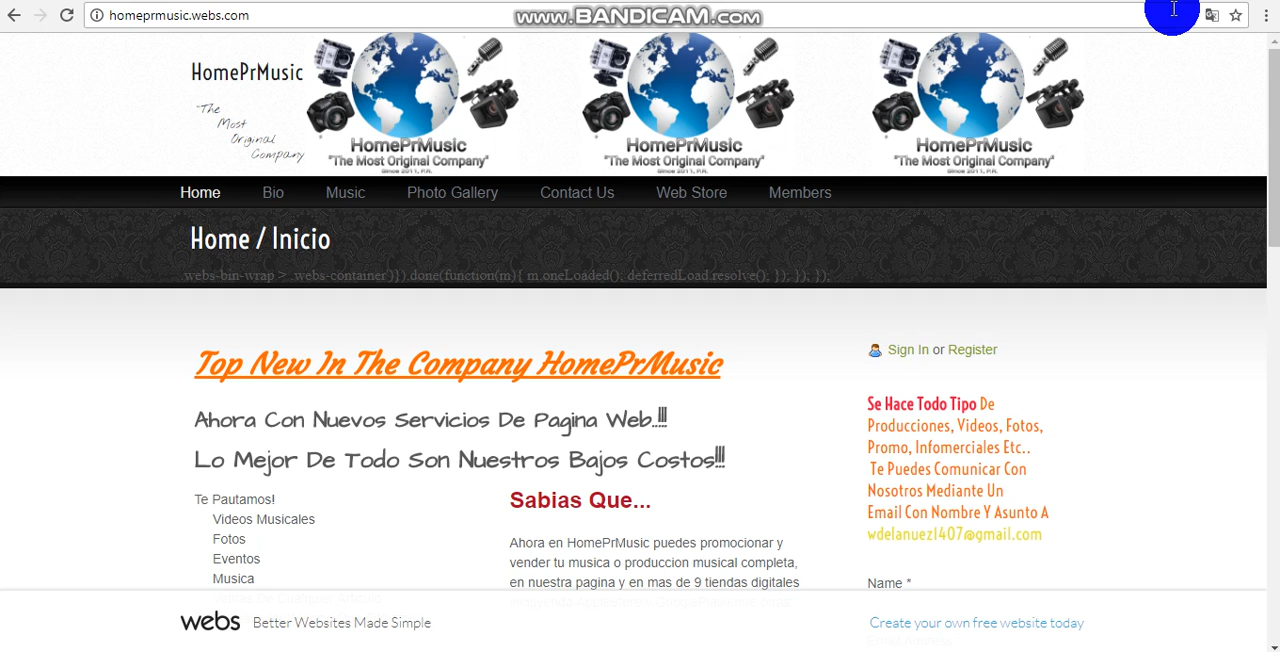 homeprmusic.webs.com
www.BANDICAM.com
HomePrMusic
"The
Most
Original
Company
HomePrMusic
"The Most Original Company"
Since 2011, P.R.
HomePrMusic
"The Most Original Company"
Since 2011, P.R.
HomePrMusic
"The Most Original Company"
Since 2011, P.R.
Home Bio Music Photo Gallery Contact Us Web Store Members
Home / Inicio
.webs-bin-wrap > .webs-container')}).done(function(m){ m.oneLoaded(); deferredLoad.resolve(); }); }); });
Top New In The Company HomePrMusic
Ahora Con Nuevos Servicios De Pagina Web..!!!
Lo Mejor De Todo Son Nuestros Bajos Costos!!!
Te Pautamos!
Videos Musicales
Fotos
Eventos
Musica
Sabias Que...
Ahora en HomePrMusic puedes promocionar y
vender tu musica o produccion musical completa,
en nuestra pagina y en mas de 9 tiendas digitales
Sign In or Register
Se Hace Todo Tipo De
Producciones, Videos, Fotos,
Promo, Infomerciales Etc..
Te Puedes Comunicar Con
Nosotros Mediante Un
Email Con Nombre Y Asunto A
wdelanuez1407@gmail.com
Name *
webs Better Websites Made Simple
Create your own free website today